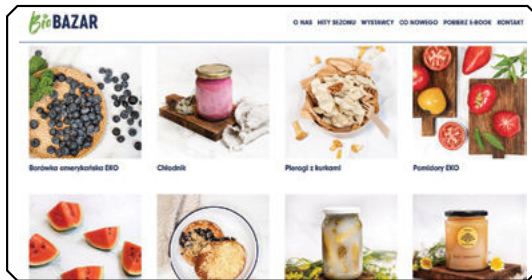 BioBAZAR
O NAS HITY SEZONU WYSTAWCY CO NOWEGO POBIERZ E-BOOK KONTAKT
Borówka amerykańska EKO
Chłodnik
Pierogi z kurkami
Pomidory EKO